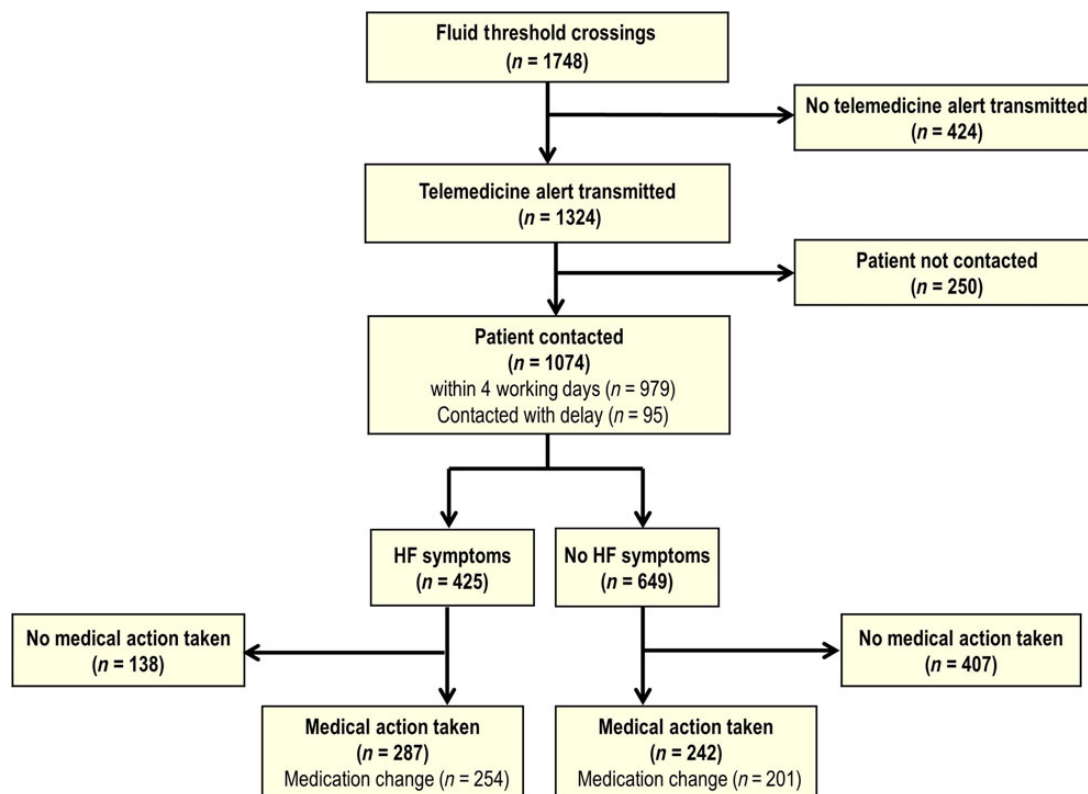 Fluid threshold crossings
(n = 1748)
No telemedicine alert transmitted
(n = 424)
Telemedicine alert transmitted
(n = 1324)
Patient not contacted
(n = 250)
Patient contacted
(n = 1074)
within 4 working days (n = 979)
Contacted with delay (n = 95)
HF symptoms
(n = 425)
No HF symptoms
(n = 649)
No medical action taken
(n = 138)
No medical action taken
(n = 407)
Medical action taken
(n = 287)
Medication change (n = 254)
Medical action taken
(n = 242)
Medication change (n = 201)